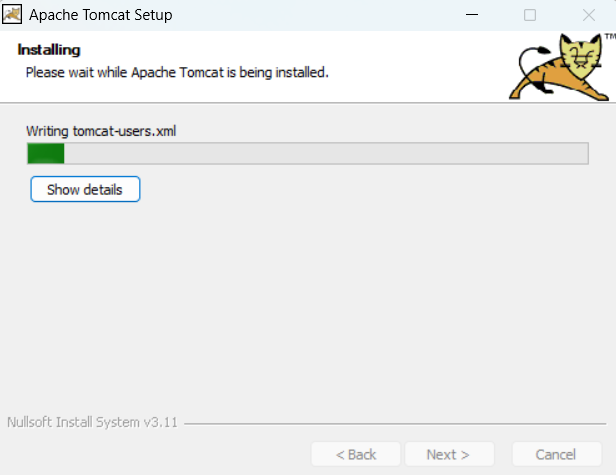 Apache Tomcat Setup
Installing
Please wait while Apache Tomcat is being installed.
TM
Writing tomcat-users.xml
Show details
Nullsoft Install System v3.11
< Back
Next >
Cancel